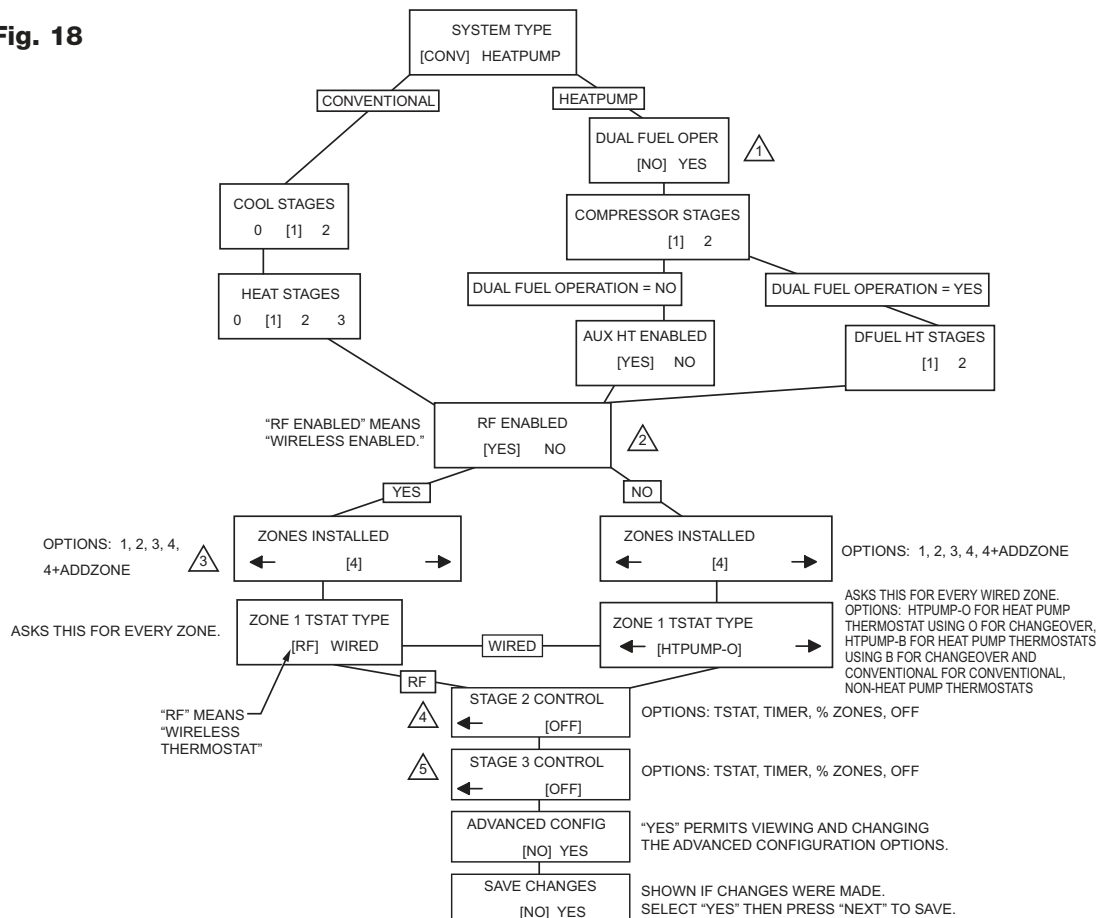 Fig. 18
SYSTEM TYPE
[CONV] HEATPUMP
CONVENTIONAL
HEATPUMP
DUAL FUEL OPER
[NO] YES
1
COOL STAGES
0 [1] 2
COMPRESSOR STAGES
[1] 2
HEAT STAGES
0 [1] 2 3
DUAL FUEL OPERATION = NO
DUAL FUEL OPERATION = YES
AUX HT ENABLED
[YES] NO
DFUEL HT STAGES
[1] 2
"RF ENABLED" MEANS
"WIRELESS ENABLED."
RF ENABLED
[YES] NO
2
YES
NO
OPTIONS: 1, 2, 3, 4,
4+ADDZONE
3
ZONES INSTALLED
[4]
ZONES INSTALLED
[4]
OPTIONS: 1, 2, 3, 4, 4+ADDZONE
ASKS THIS FOR EVERY ZONE.
ZONE 1 TSTAT TYPE
[RF] WIRED
WIRED
ZONE 1 TSTAT TYPE
[HTPUMP-O]
ASKS THIS FOR EVERY WIRED ZONE.
OPTIONS: HTPUMP-O FOR HEAT PUMP
THERMOSTAT USING O FOR CHANGEOVER,
HTPUMP-B FOR HEAT PUMP THERMOSTATS
USING B FOR CHANGEOVER AND
CONVENTIONAL FOR CONVENTIONAL,
NON-HEAT PUMP THERMOSTATS
RF
"RF" MEANS
"WIRELESS
THERMOSTAT"
4
STAGE 2 CONTROL
[OFF]
OPTIONS: TSTAT, TIMER, % ZONES, OFF
5
STAGE 3 CONTROL
[OFF]
OPTIONS: TSTAT, TIMER, % ZONES, OFF
ADVANCED CONFIG
[NO] YES
"YES" PERMITS VIEWING AND CHANGING
THE ADVANCED CONFIGURATION OPTIONS.
SAVE CHANGES
[NO] YES
SHOWN IF CHANGES WERE MADE.
SELECT "YES" THEN PRESS "NEXT" TO SAVE.